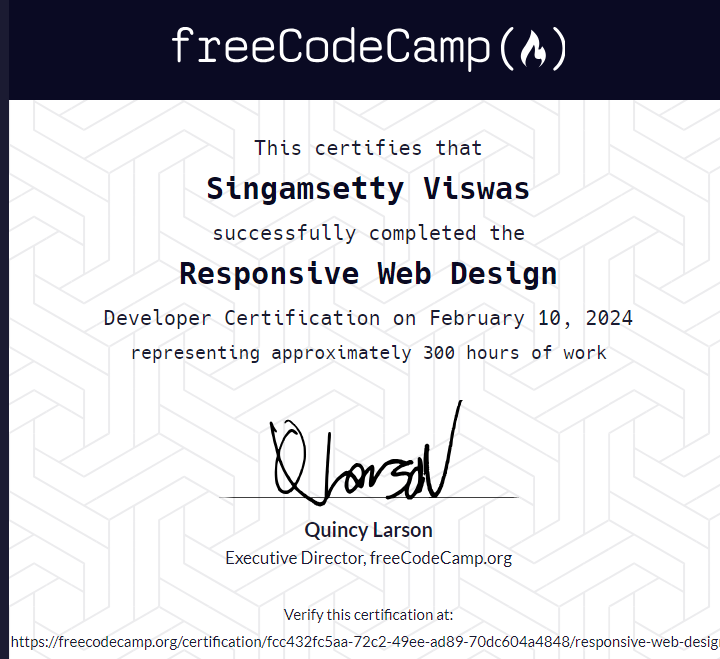 freeCodeCamp(🔥)
This certifies that
Singamsetty Viswas
successfully completed the
Responsive Web Design
Developer Certification on February 10, 2024
representing approximately 300 hours of work
Q Larson
Quincy Larson
Executive Director, freeCodeCamp.org
Verify this certification at:
https://freecodecamp.org/certification/fcc432fc5aa-72c2-49ee-ad89-70dc604a4848/responsive-web-desig